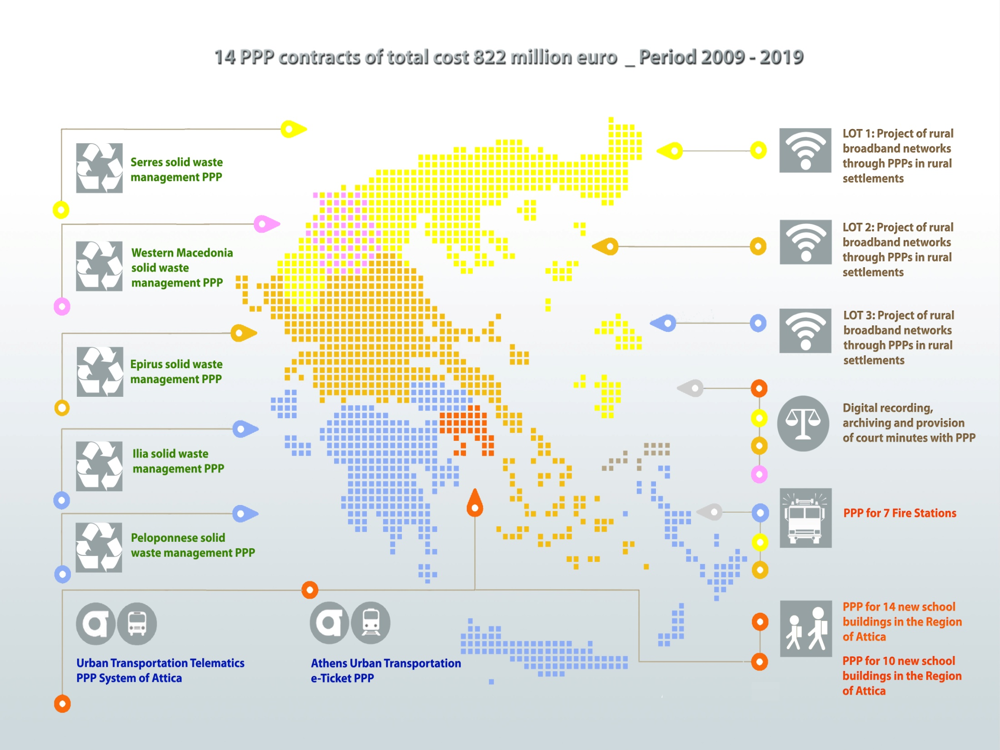 14 PPP contracts of total cost 822 million euro _ Period 2009 - 2019
Serres solid waste
management PPP
Western Macedonia
solid waste
management PPP
Epirus solid waste
management PPP
Ilia solid waste
management PPP
Peloponnese solid
waste management PPP
Urban Transportation Telematics
PPP System of Attica
Athens Urban Transportation
e-Ticket PPP
LOT 1: Project of rural
broadband networks
through PPPs in rural
settlements
LOT 2: Project of rural
broadband networks
through PPPs in rural
settlements
LOT 3: Project of rural
broadband networks
through PPPs in rural
settlements
Digital recording,
archiving and provision
of court minutes with PPP
PPP for 7 Fire Stations
PPP for 14 new school
buildings in the Region
of Attica
PPP for 10 new school
buildings in the Region
of Attica